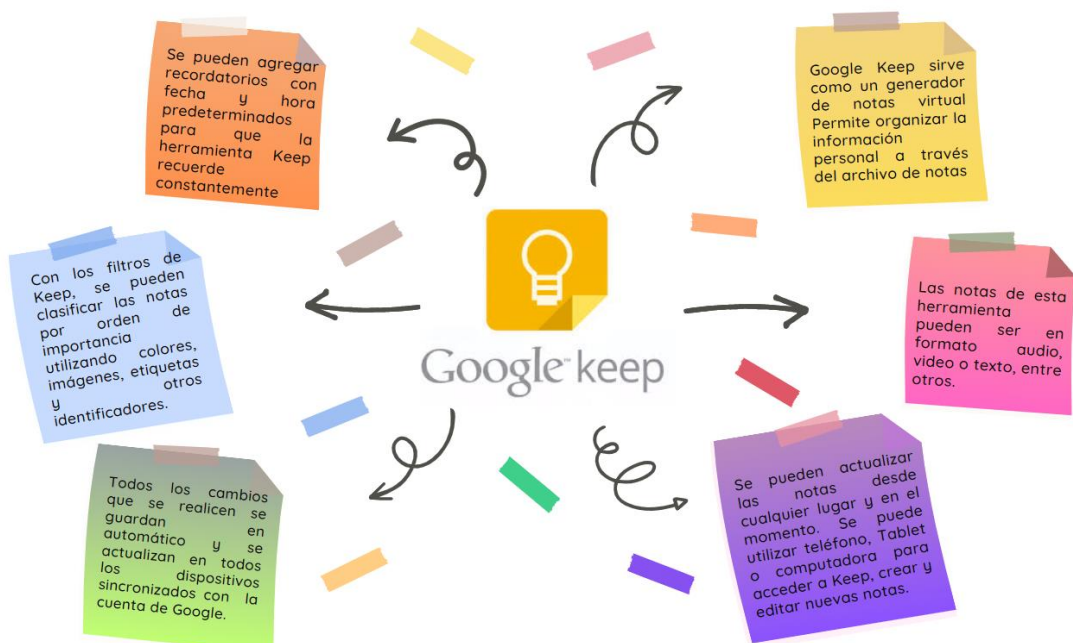 Se pueden agregar
recordatorios con
fecha y hora
predeterminados
para que la
herramienta Keep
recuerde
constantemente
Google Keep sirve
como un generador
de notas virtual
Permite organizar la
información
personal a través
del archivo de notas
Con los filtros de
Keep, se pueden
clasificar las notas
por orden de
importancia
utilizando colores,
imágenes, etiquetas
y otros
identificadores.
Google™ keep
Las notas de esta
herramienta
pueden ser en
formato audio,
video o texto, entre
otros.
Todos los cambios
que se realicen se
guardan en
automático y se
actualizan en todos
los dispositivos
sincronizados con la
cuenta de Google.
Se pueden actualizar
las notas desde
cualquier lugar y en el
momento. Se puede
utilizar teléfono, Tablet
o computadora para
acceder a Keep, crear y
editar nuevas notas.